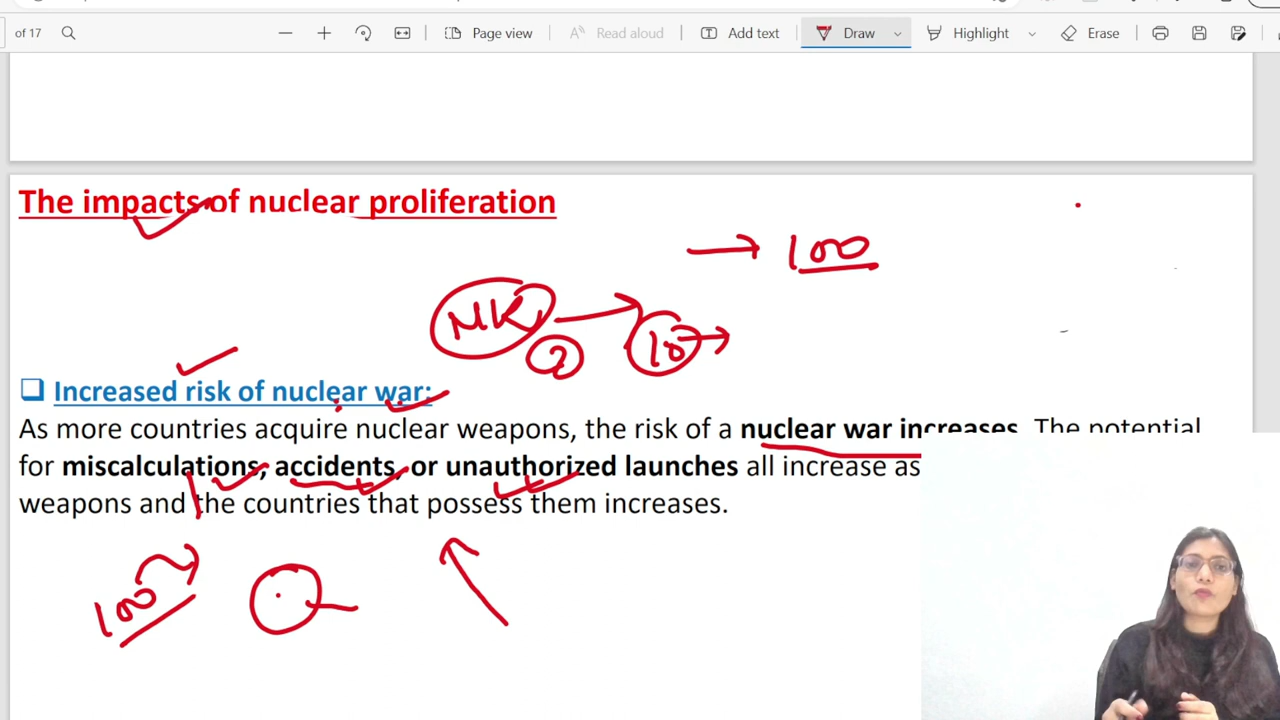 of 17 Page view Read aloud Add text Draw Highlight Erase
The impacts of nuclear proliferation
100
NK 10
2
Increased risk of nuclear war:
As more countries acquire nuclear weapons, the risk of a nuclear war increases. The potential
for miscalculations, accidents, or unauthorized launches all increase as
weapons and the countries that possess them increases.
100